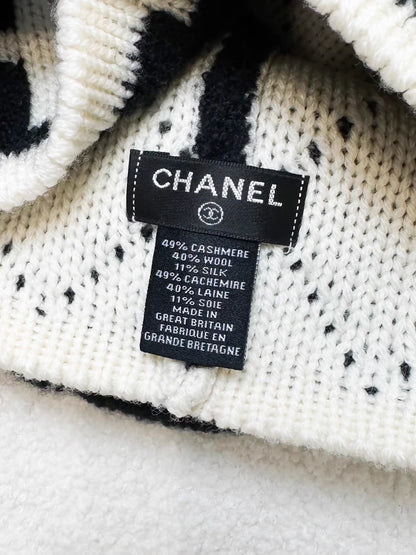 CHANEL
49% CASHMERE
40% WOOL
11% SILK
49% CACHEMIRE
40% LAINE
11% SOIE
MADE IN
GREAT BRITAIN
FABRIQUE EN
GRANDE BRETAGNE